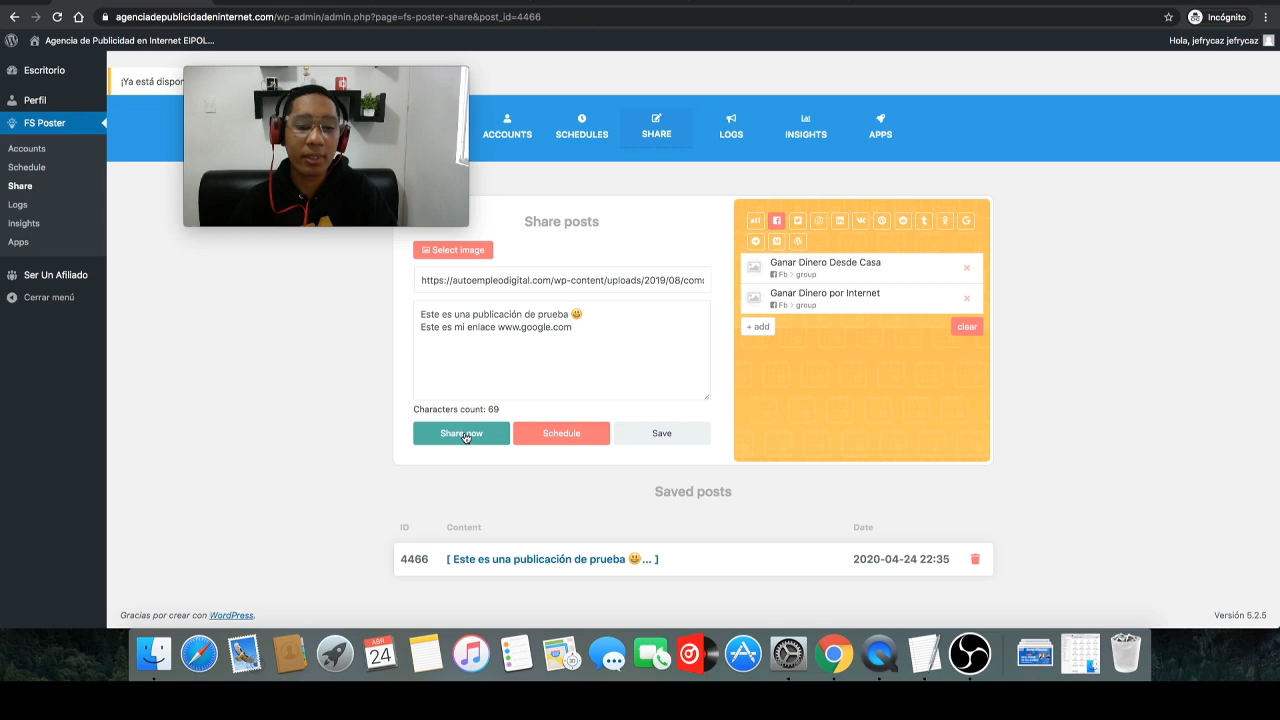 agenciadepublicidadeninternet.com/wp-admin/admin.php?page=fs-poster-share&post_id=4466
Incógnito
Agencia de Publicidad en Internet EIPOL...
Hola, jefrycaz jefrycaz
Escritorio
Perfil
FS Poster
Accounts
Schedule
Share
Logs
Insights
Apps
Ser Un Afiliado
Cerrar menú
¡Ya está dispon
ACCOUNTS
SCHEDULES
SHARE
LOGS
INSIGHTS
APPS
Share posts
Select image
https://autoempleodigital.com/wp-content/uploads/2019/08/como
Este es una publicación de prueba 😃
Este es mi enlace www.google.com
Characters count: 69
Share now
Schedule
Save
all
Ganar Dinero Desde Casa
Fb > group
Ganar Dinero por Internet
Fb > group
+ add
clear
Saved posts
ID Content Date
4466 [ Este es una publicación de prueba 😃... ] 2020-04-24 22:35
Gracias por crear con WordPress.
Versión 5.2.5
ABR
24